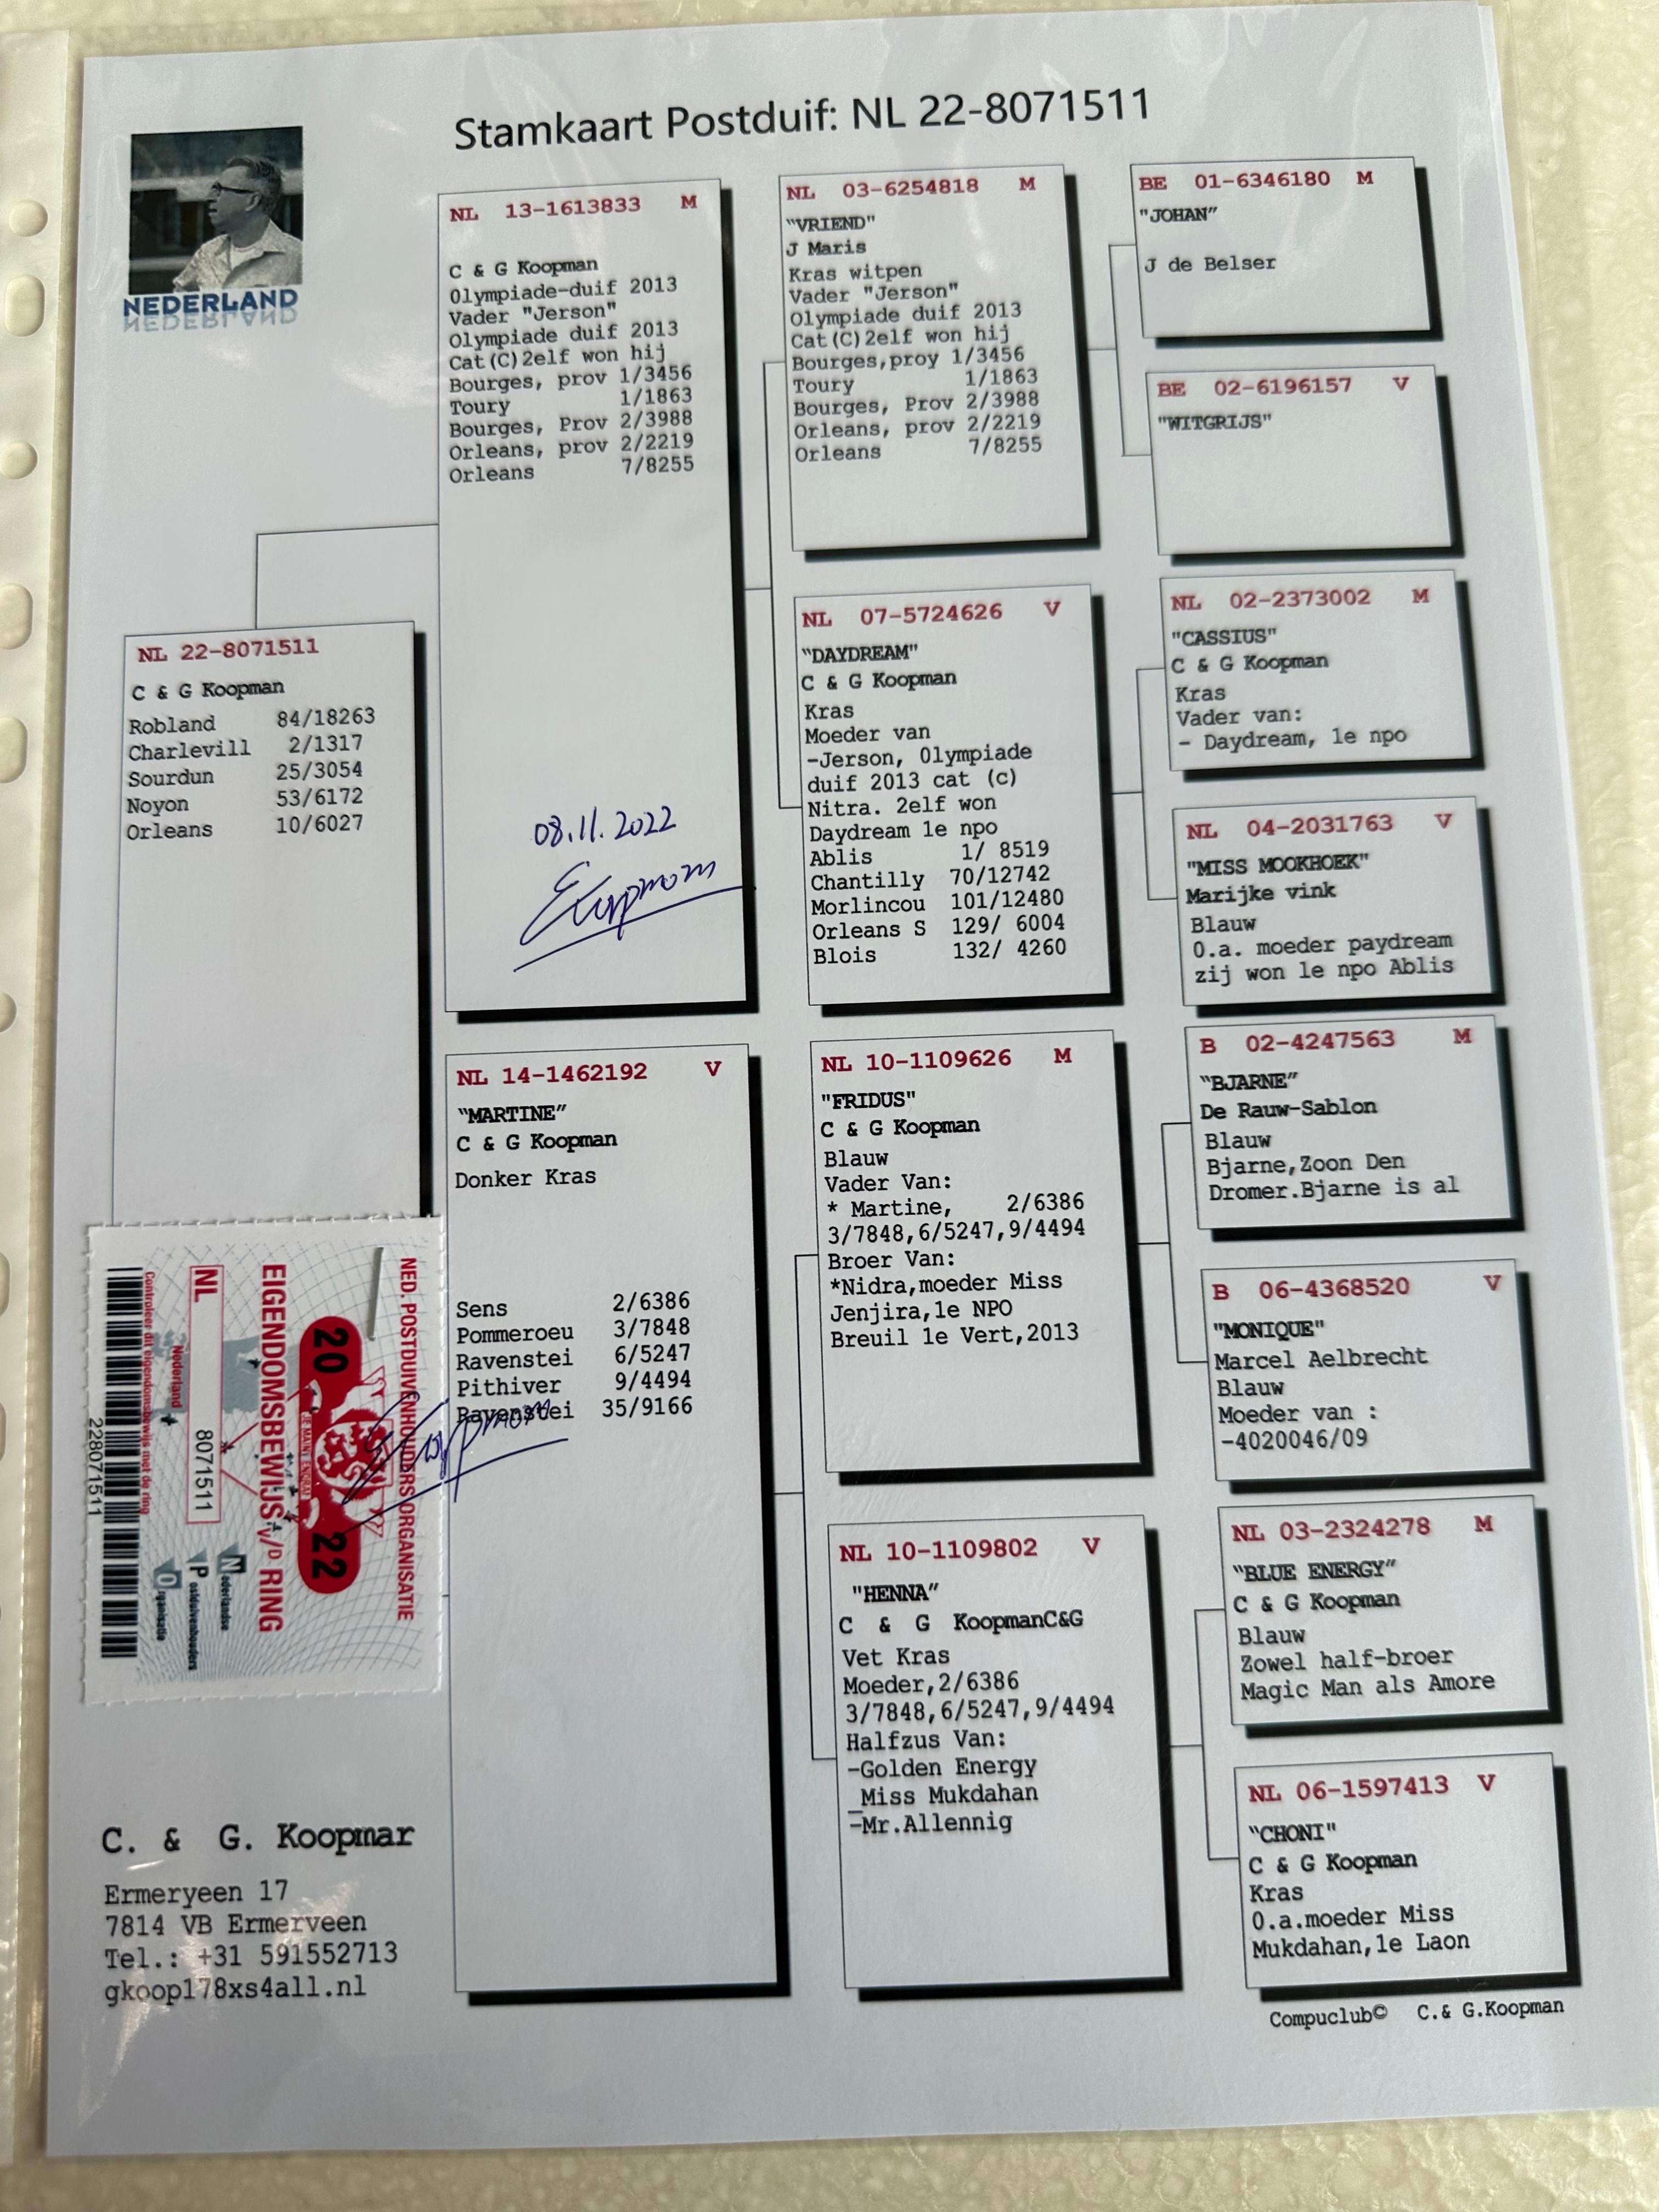 Stamkaart Postduif: NL 22-8071511
NEDERLAND
NL 22-8071511
C & G Koopman
Robland 84/18263
Charlevill 2/1317
Sourdun 25/3054
Noyon 53/6172
Orleans 10/6027
NL 13-1613833 M
C & G Koopman
Olympiade-duif 2013
Vader "Jerson"
Olympiade duif 2013
Cat(C)2elf won hij
Bourges, prov 1/3456
Toury 1/1863
Bourges, Prov 2/3988
Orleans, prov 2/2219
Orleans 7/8255
08.11.2022
NL 14-1462192 V
"MARTINE"
C & G Koopman
Donker Kras
Sens 2/6386
Pommeroeu 3/7848
Ravenstei 6/5247
Pithiver 9/4494
Ravenstei 35/9166
NL 03-6254818 M
"VRIEND"
J Maris
Kras witpen
Vader "Jerson"
Olympiade duif 2013
Cat(C)2elf won hij
Bourges,proy 1/3456
Toury 1/1863
Bourges, Prov 2/3988
Orleans, prov 2/2219
Orleans 7/8255
NL 07-5724626 V
"DAYDREAM"
C & G Koopman
Kras
Moeder van
-Jerson, Olympiade
duif 2013 cat (c)
Nitra. 2elf won
Daydream 1e npo
Ablis 1/ 8519
Chantilly 70/12742
Morlincou 101/12480
Orleans S 129/ 6004
Blois 132/ 4260
NL 10-1109626 M
"FRIDUS"
C & G Koopman
Blauw
Vader Van:
* Martine, 2/6386
3/7848,6/5247,9/4494
Broer Van:
*Nidra,moeder Miss
Jenjira,1e NPO
Breuil 1e Vert,2013
NL 10-1109802 V
"HENNA"
C & G KoopmanC&G
Vet Kras
Moeder,2/6386
3/7848,6/5247,9/4494
Halfzus Van:
-Golden Energy
_Miss Mukdahan
-Mr.Allennig
BE 01-6346180 M
"JOHAN"
J de Belser
BE 02-6196157 V
"WITGRIJS"
NL 02-2373002 M
"CASSIUS"
C & G Koopman
Kras
Vader van:
- Daydream, 1e npo
NL 04-2031763 V
"MISS MOOKHOEK"
Marijke vink
Blauw
O.a. moeder paydream
zij won le npo Ablis
B 02-4247563 M
"BJARNE"
De Rauw-Sablon
Blauw
Bjarne,Zoon Den
Dromer.Bjarne is al
B 06-4368520 V
"MONIQUE"
Marcel Aelbrecht
Blauw
Moeder van :
-4020046/09
NL 03-2324278 M
"BLUE ENERGY"
C & G Koopman
Blauw
Zowel half-broer
Magic Man als Amore
NL 06-1597413 V
"CHONI"
C & G Koopman
Kras
O.a.moeder Miss
Mukdahan,1e Laon
NED. POSTDUIVENHOUDERS ORGANISATIE
20 22
JE MAINTIENDRAI
EIGENDOMSBEWIJS V/D RING
NL 8071511
Nederland
Nederlandse
Postduivenhouders
Organisatie
Controleer dit eigendomsbewijs met de ring
228071511
C. & G. Koopmar
Ermeryeen 17
7814 VB Ermerveen
Tel.: +31 591552713
gkoop178xs4all.nl
Compuclub© C.& G.Koopman